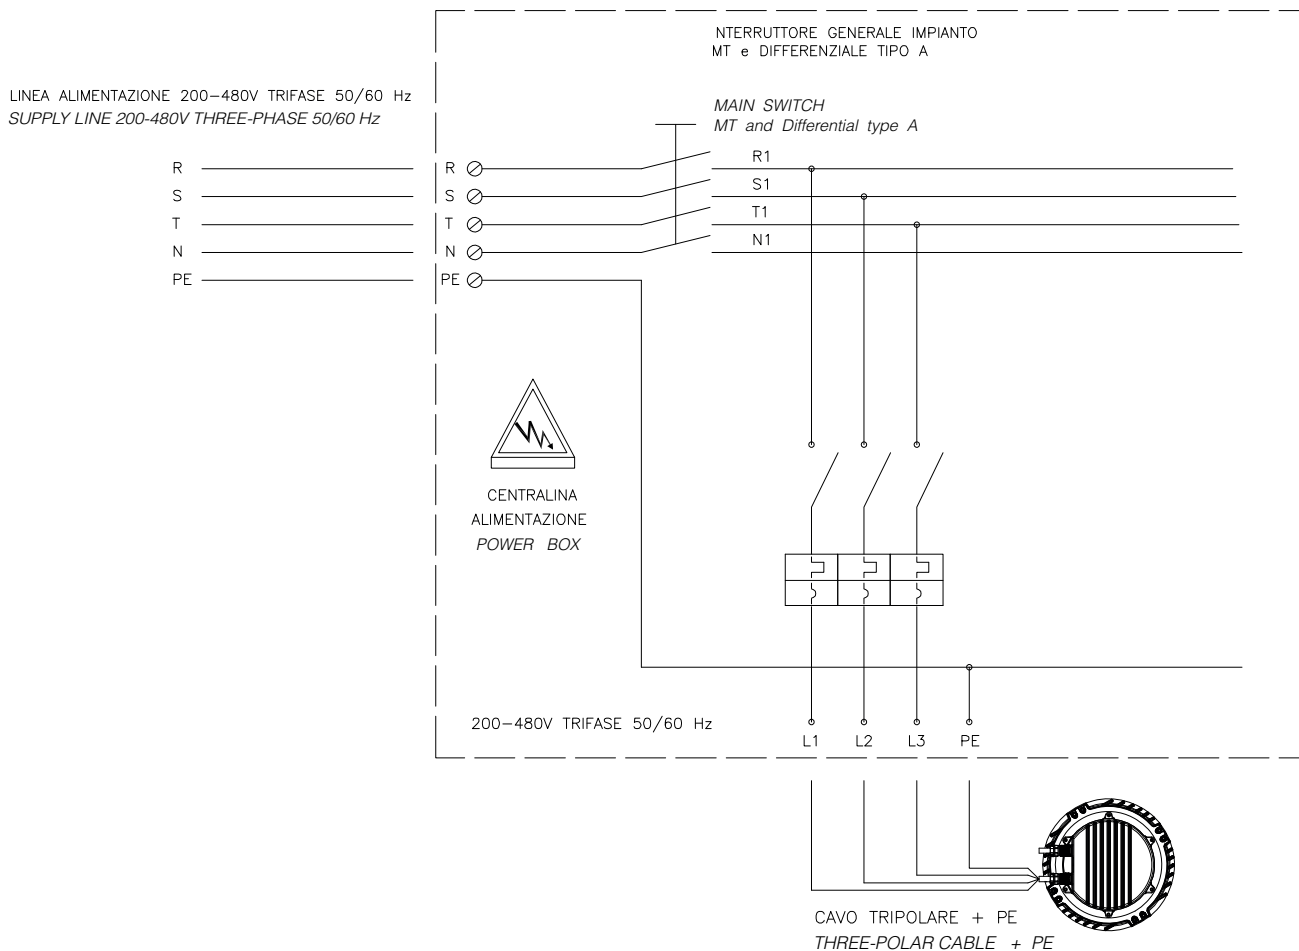 NTERRUTTORE GENERALE IMPIANTO
MT e DIFFERENZIALE TIPO A
LINEA ALIMENTAZIONE 200-480V TRIFASE 50/60 Hz
SUPPLY LINE 200-480V THREE-PHASE 50/60 Hz
MAIN SWITCH
MT and Differential type A
R R R1
S S S1
T T T1
N N N1
PE PE
CENTRALINA
ALIMENTAZIONE
POWER BOX
200-480V TRIFASE 50/60 Hz
L1 L2 L3 PE
CAVO TRIPOLARE + PE
THREE-POLAR CABLE + PE